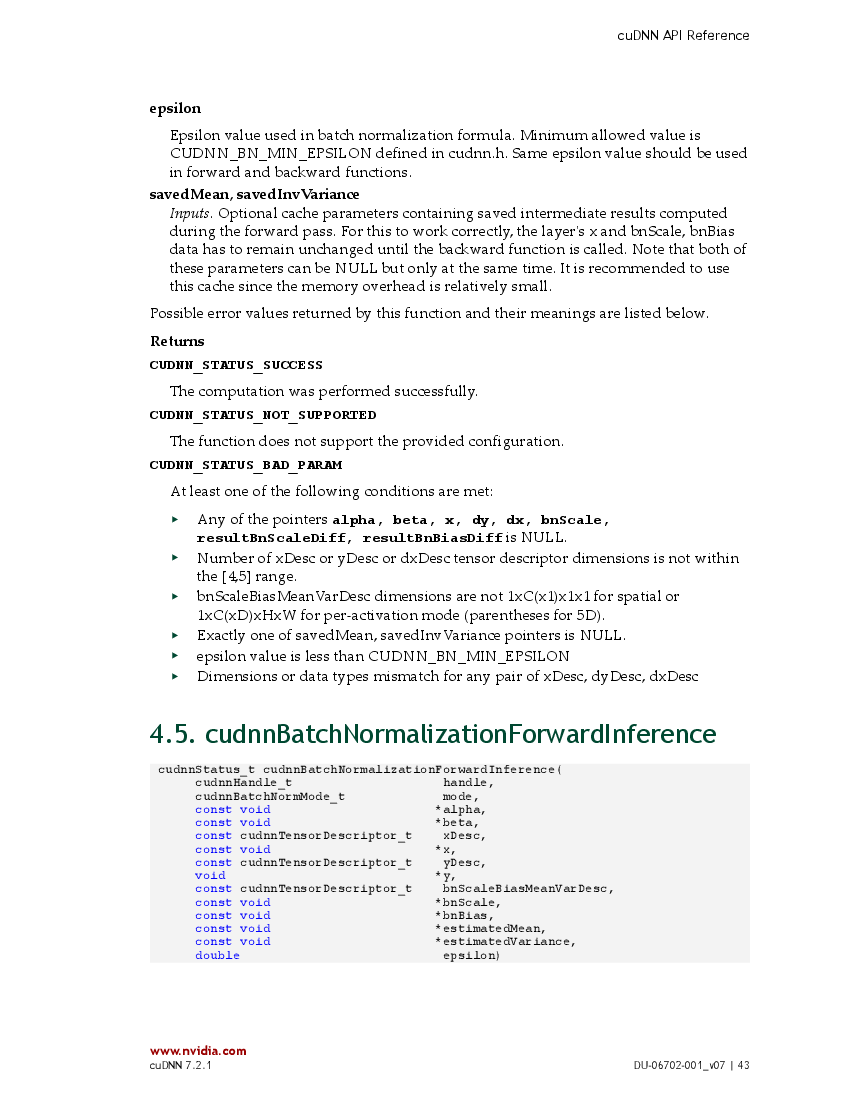 cuDNN API Reference
epsilon
Epsilon value used in batch normalization formula. Minimum allowed value is
CUDNN_BN_MIN_EPSILON defined in cudnn.h. Same epsilon value should be used
in forward and backward functions.
savedMean, savedInvVariance
Inputs. Optional cache parameters containing saved intermediate results computed
during the forward pass. For this to work correctly, the layer's x and bnScale, bnBias
data has to remain unchanged until the backward function is called. Note that both of
these parameters can be NULL but only at the same time. It is recommended to use
this cache since the memory overhead is relatively small.
Possible error values returned by this function and their meanings are listed below.
Returns
CUDNN_STATUS_SUCCESS
The computation was performed successfully.
CUDNN_STATUS_NOT_SUPPORTED
The function does not support the provided configuration.
CUDNN_STATUS_BAD_PARAM
At least one of the following conditions are met:
▸ Any of the pointers alpha, beta, x, dy, dx, bnScale,
resultBnScaleDiff, resultBnBiasDiff is NULL.
▸ Number of xDesc or yDesc or dxDesc tensor descriptor dimensions is not within
the [4,5] range.
▸ bnScaleBiasMeanVarDesc dimensions are not 1xC(x1)x1x1 for spatial or
1xC(xD)xHxW for per-activation mode (parentheses for 5D).
▸ Exactly one of savedMean, savedInvVariance pointers is NULL.
▸ epsilon value is less than CUDNN_BN_MIN_EPSILON
▸ Dimensions or data types mismatch for any pair of xDesc, dyDesc, dxDesc
4.5. cudnnBatchNormalizationForwardInference
cudnnStatus_t cudnnBatchNormalizationForwardInference(
cudnnHandle_t handle,
cudnnBatchNormMode_t mode,
const void *alpha,
const void *beta,
const cudnnTensorDescriptor_t xDesc,
const void *x,
const cudnnTensorDescriptor_t yDesc,
void *y,
const cudnnTensorDescriptor_t bnScaleBiasMeanVarDesc,
const void *bnScale,
const void *bnBias,
const void *estimatedMean,
const void *estimatedVariance,
double epsilon)
www.nvidia.com
cuDNN 7.2.1 DU-06702-001_v07 | 43